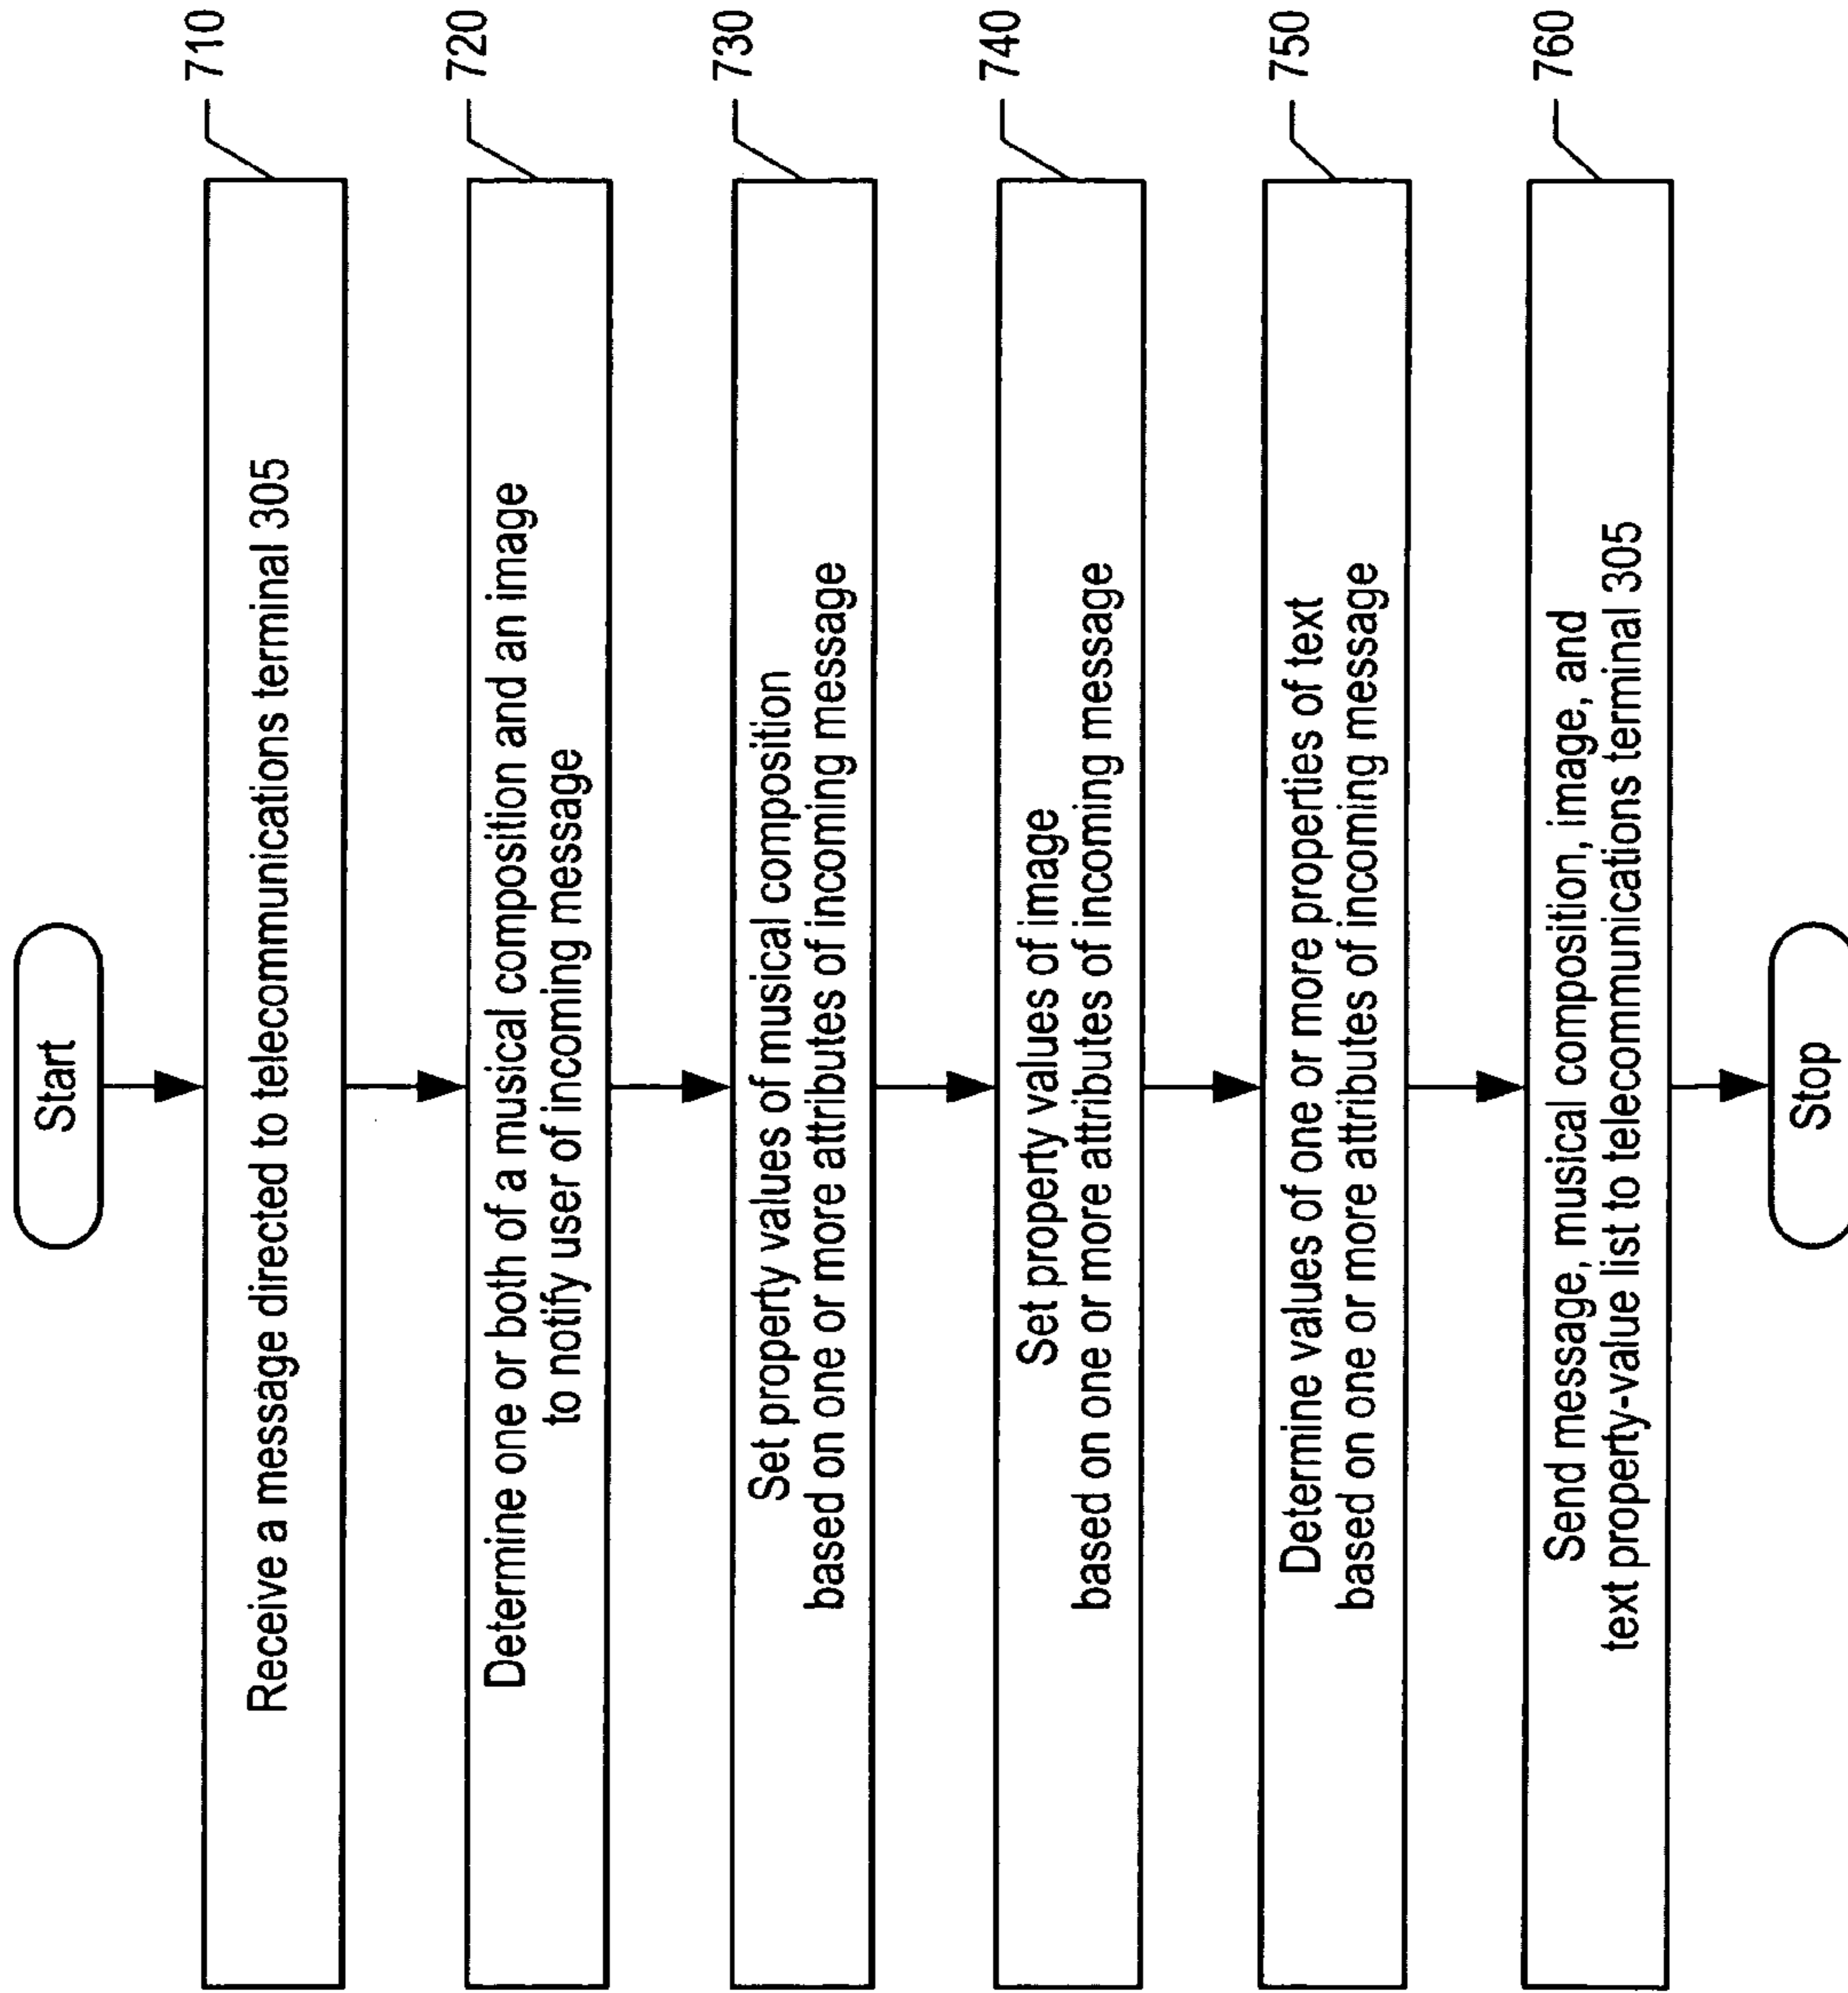 Start
710
Receive a message directed to telecommunications terminal 305
720
Determine one or both of a musical composition and an image
to notify user of incoming message
730
Set property values of musical composition
based on one or more attributes of incoming message
740
Set property values of image
based on one or more attributes of incoming message
750
Determine values of one or more properties of text
based on one or more attributes of incoming message
760
Send message, musical composition, image, and
text property-value list to telecommunications terminal 305
Stop